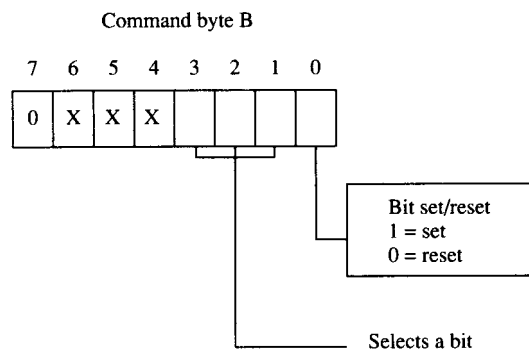 Command byte B
7 6 5 4 3 2 1 0
0 X X X
Bit set/reset
1 = set
0 = reset
Selects a bit